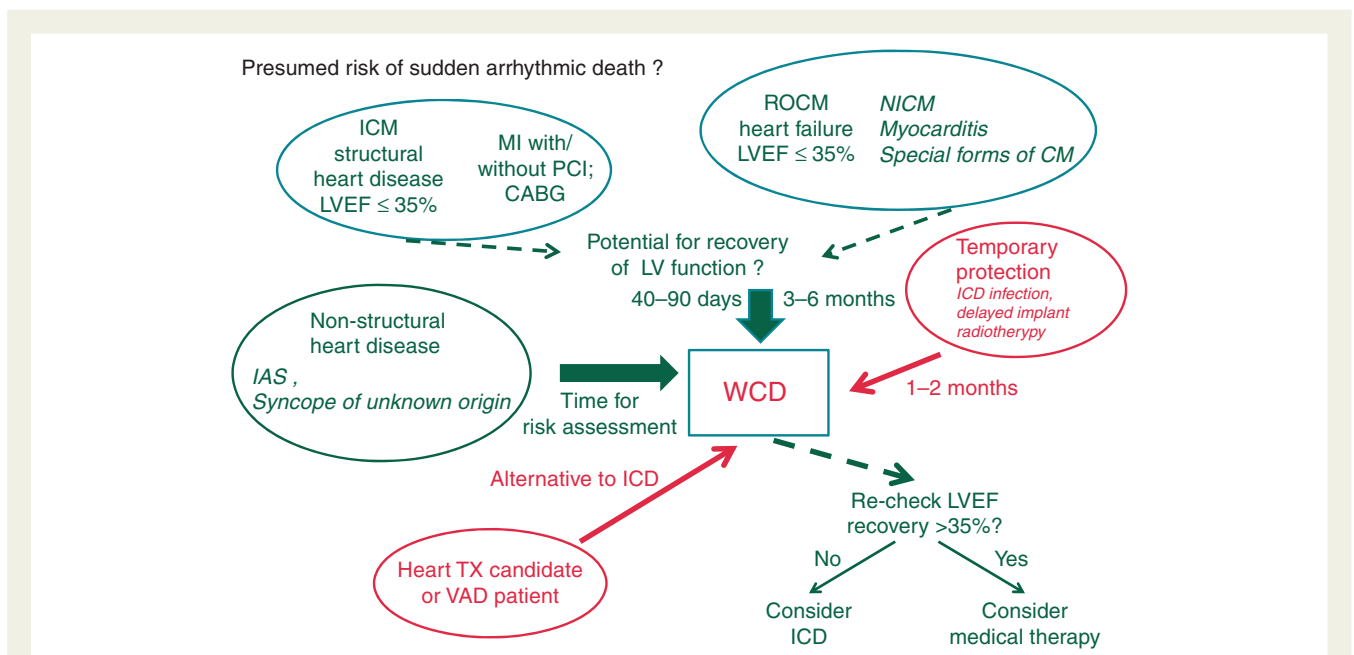 Presumed risk of sudden arrhythmic death ?
ICM
structural
heart disease
LVEF ≤ 35%
MI with/
without PCI;
CABG
ROCM
heart failure
LVEF ≤ 35%
NICM
Myocarditis
Special forms of CM
Potential for recovery
of LV function ?
40–90 days
3–6 months
Temporary
protection
ICD infection,
delayed implant
radiotherypy
1–2 months
Non-structural
heart disease
IAS ,
Syncope of unknown origin
Time for
risk assessment
WCD
Alternative to ICD
Heart TX candidate
or VAD patient
Re-check LVEF
recovery >35%?
No
Yes
Consider
ICD
Consider
medical therapy